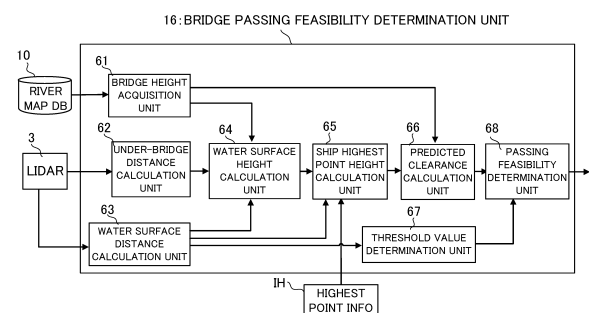 16:BRIDGE PASSING FEASIBILITY DETERMINATION UNIT
10
RIVER
MAP DB
61
BRIDGE HEIGHT
ACQUISITION
UNIT
3
LIDAR
62
UNDER-BRIDGE
DISTANCE
CALCULATION
UNIT
64
WATER SURFACE
HEIGHT
CALCULATION
UNIT
65
SHIP HIGHEST
POINT HEIGHT
CALCULATION
UNIT
66
PREDICTED
CLEARANCE
CALCULATION
UNIT
68
PASSING
FEASIBILITY
DETERMINATION
UNIT
63
WATER SURFACE
DISTANCE
CALCULATION UNIT
67
THRESHOLD VALUE
DETERMINATION UNIT
IH
HIGHEST
POINT INFO